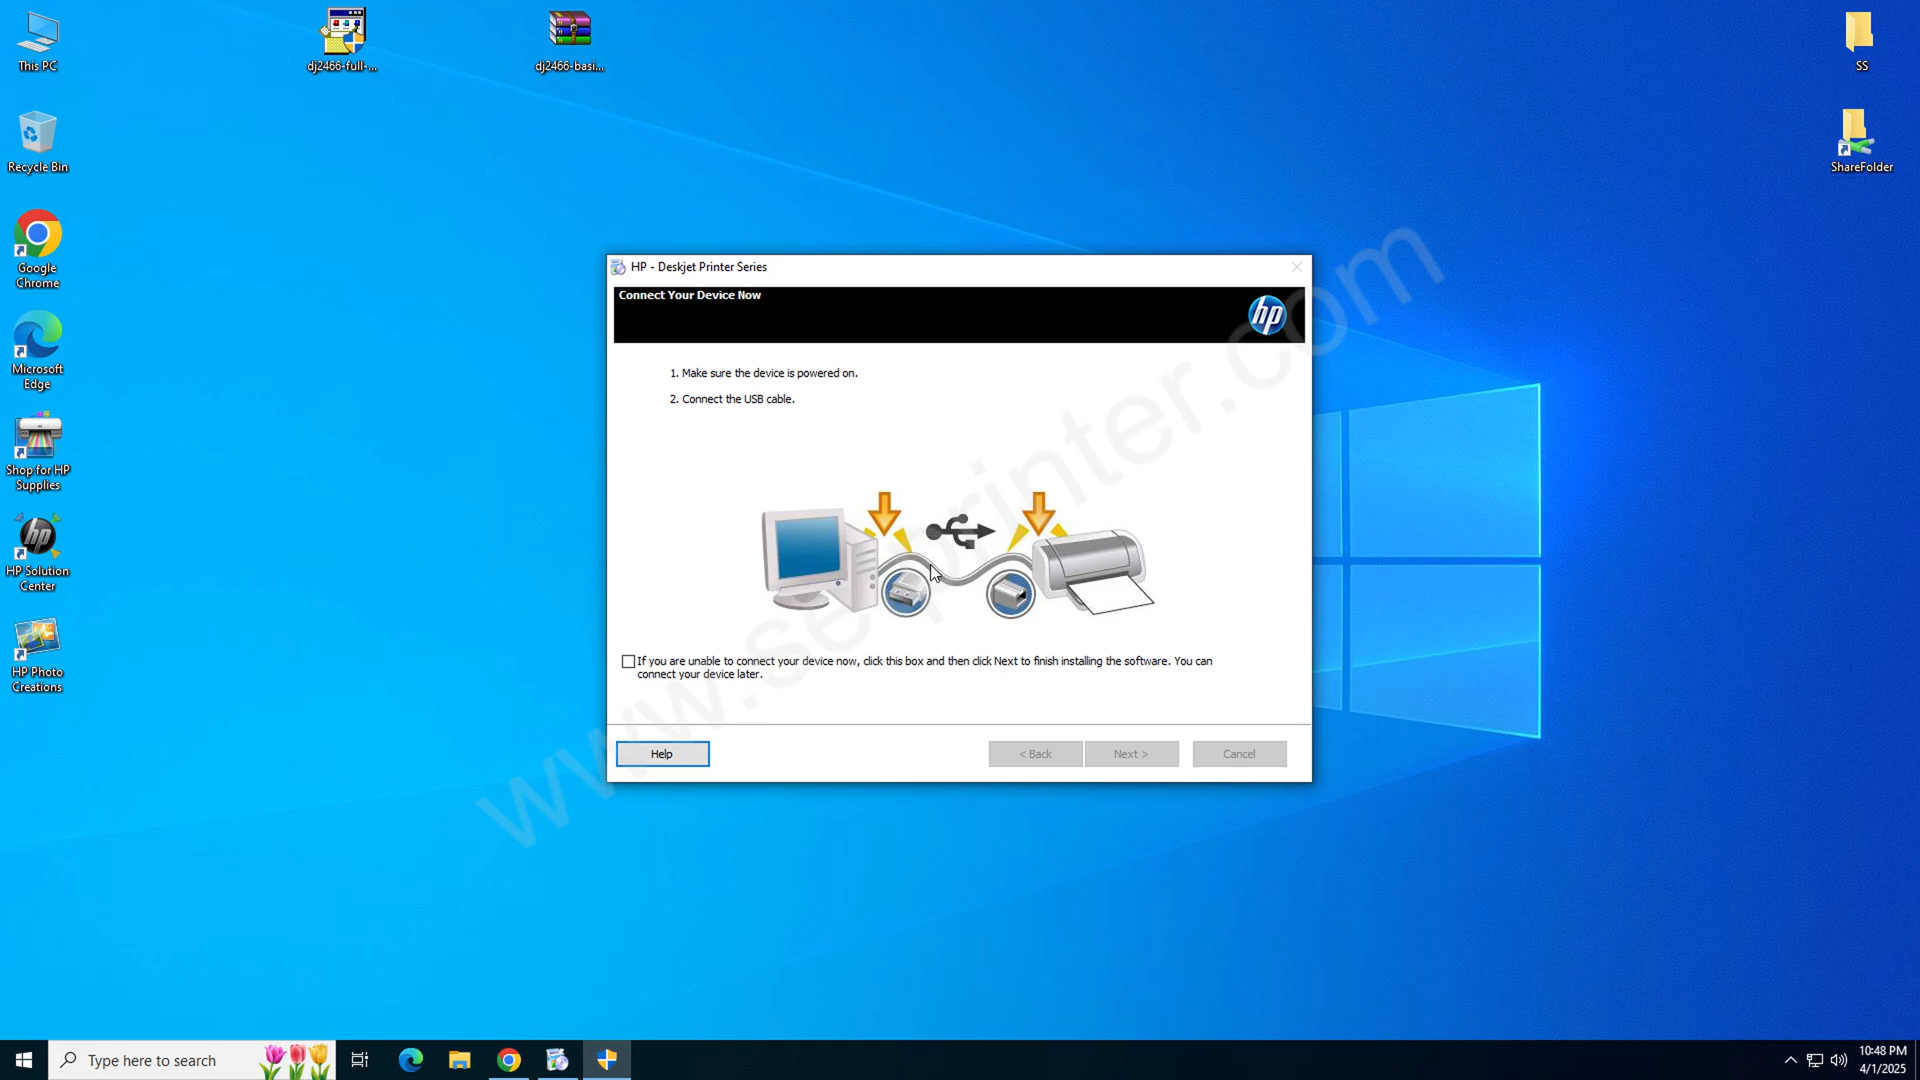 This PC
dj2466-full-...
dj2466-basi...
SS
Recycle Bin
ShareFolder
Google
Chrome
Microsoft
Edge
Shop for HP
Supplies
HP Solution
Center
HP Photo
Creations
HP - Deskjet Printer Series
Connect Your Device Now
hp
1. Make sure the device is powered on.
2. Connect the USB cable.
If you are unable to connect your device now, click this box and then click Next to finish installing the software. You can
connect your device later.
Help
< Back
Next >
Cancel
www.setprinter.com
Type here to search
10:48 PM
4/1/2025